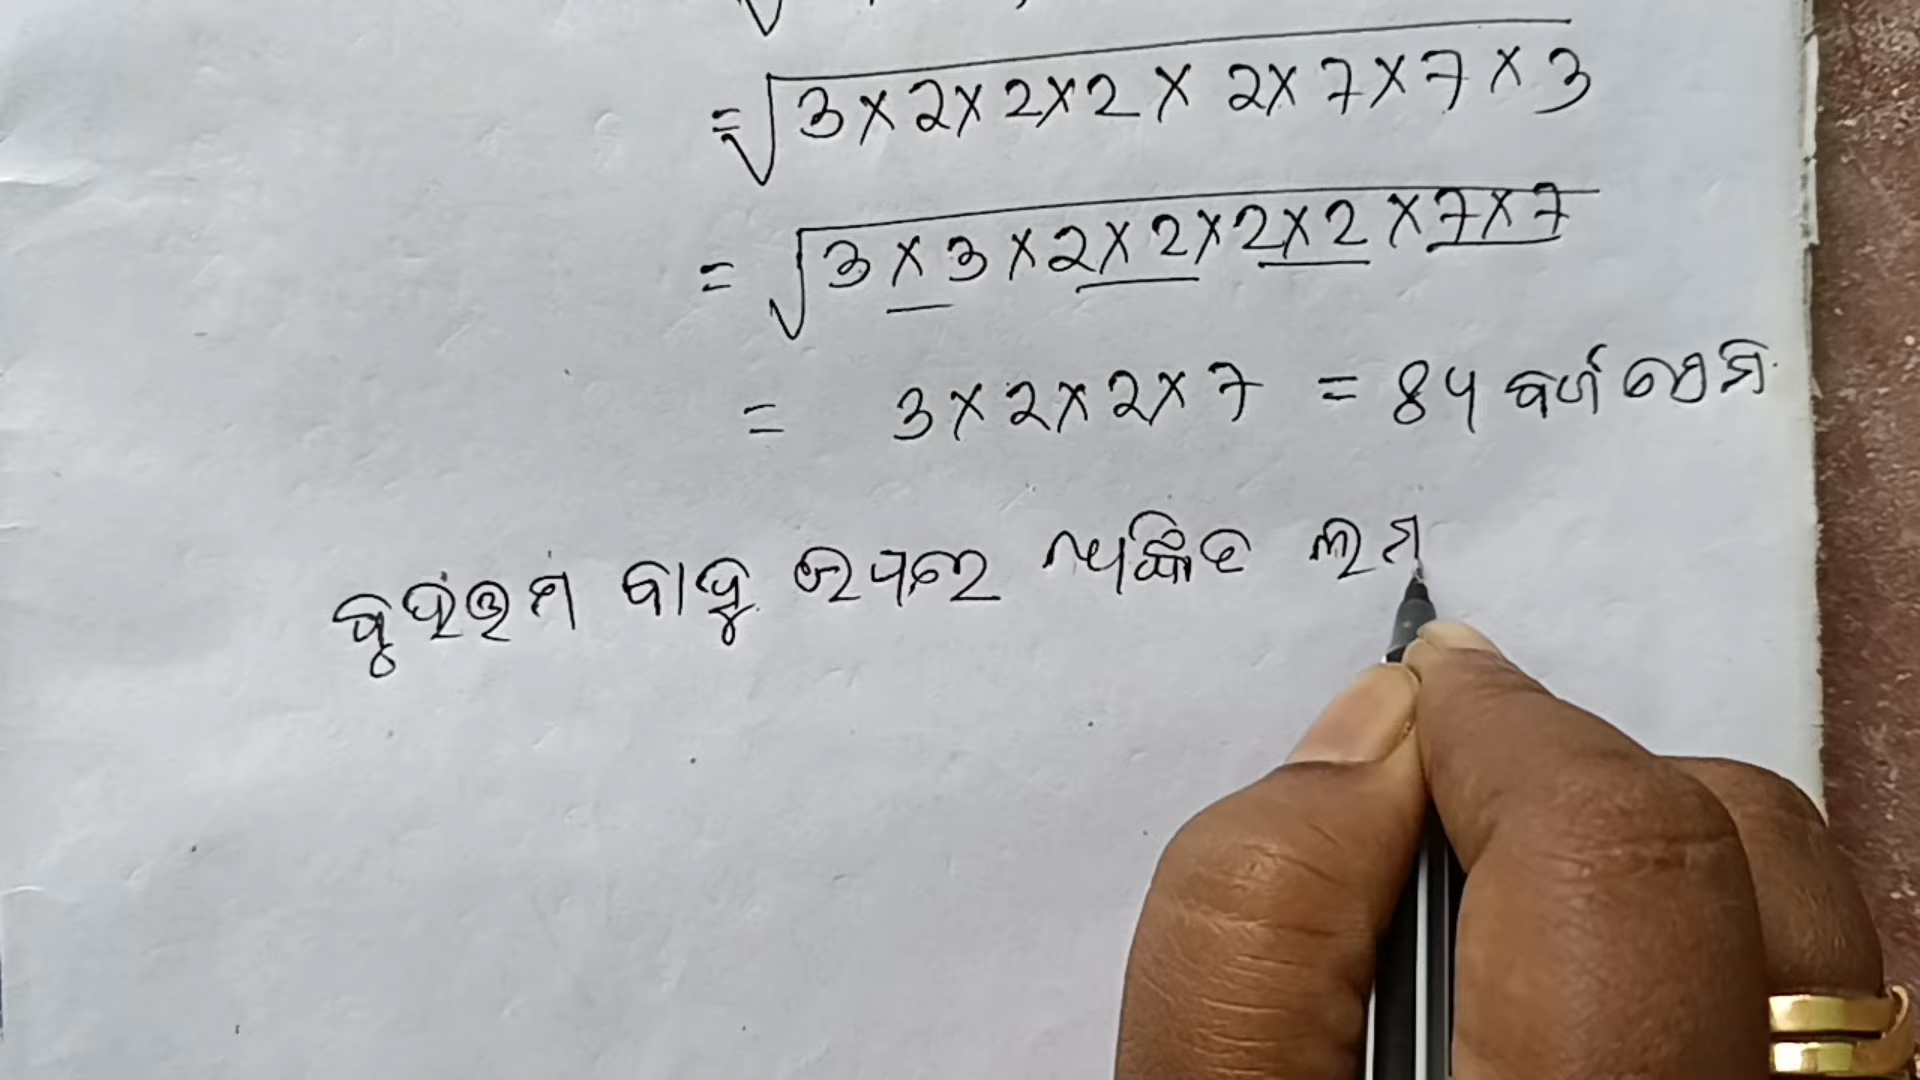 = √3×2×2×2×2×7×7×3
= √3×3×2×2×2×2×7×7
= 3×2×2×7 = 84 ବର୍ଗ ସେମି.
ବୃହତ୍ତମ ବାହୁ ଉପରେ ଅଙ୍କିତ ଲମ୍ବ